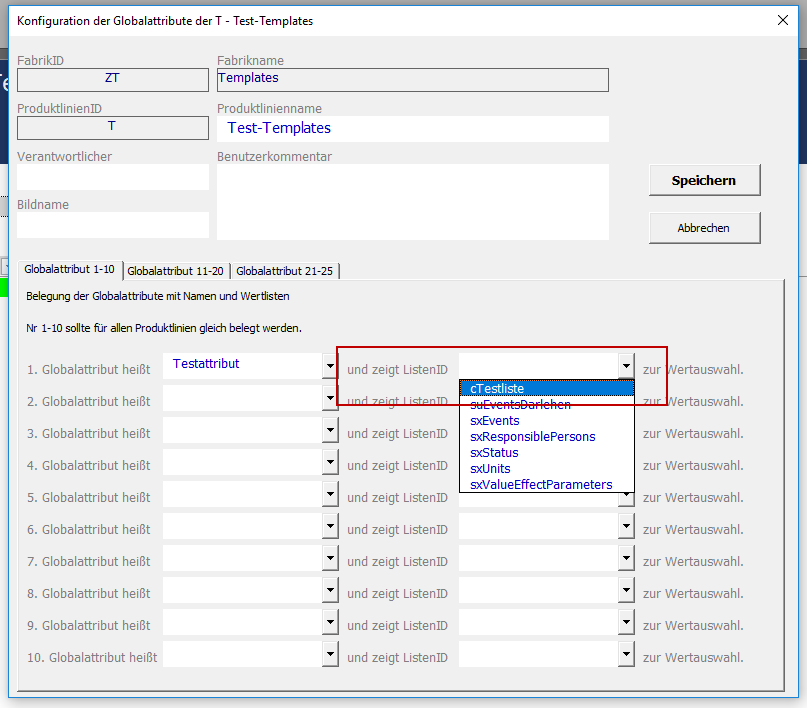 Konfiguration der Globalattribute der T - Test-Templates
FabrikID Fabrikname
ZT Templates
ProduktlinienID Produktlinienname
T Test-Templates
Verantwortlicher Benutzerkommentar
Bildname
Speichern
Abbrechen
Globalattribut 1-10 Globalattribut 11-20 Globalattribut 21-25
Belegung der Globalattribute mit Namen und Wertlisten
Nr 1-10 sollte für allen Produktlinien gleich belegt werden.
1. Globalattribut heißt Testattribut und zeigt ListenID zur Wertauswahl.
cTestliste
2. Globalattribut heißt und zeigt ListenID suEventsDarlehen zur Wertauswahl.
sxEvents
3. Globalattribut heißt und zeigt ListenID sxResponsiblePersons zur Wertauswahl.
sxStatus
4. Globalattribut heißt und zeigt ListenID sxUnits zur Wertauswahl.
sxValueEffectParameters
5. Globalattribut heißt und zeigt ListenID zur Wertauswahl.
6. Globalattribut heißt und zeigt ListenID zur Wertauswahl.
7. Globalattribut heißt und zeigt ListenID zur Wertauswahl.
8. Globalattribut heißt und zeigt ListenID zur Wertauswahl.
9. Globalattribut heißt und zeigt ListenID zur Wertauswahl.
10. Globalattribut heißt und zeigt ListenID zur Wertauswahl.